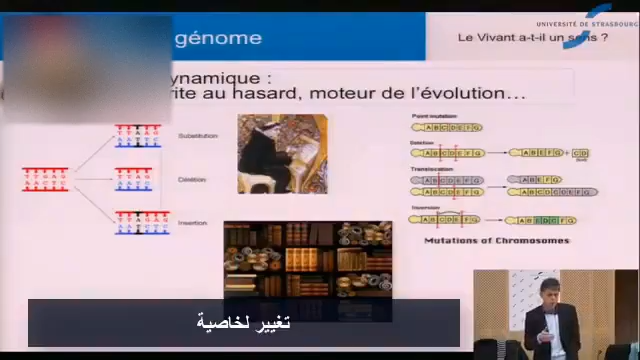 UNIVERSITÉ DE STRASBOURG
génome
Le Vivant a-t-il un sens ?
ynamique :
rite au hasard, moteur de l'évolution…
Substitution
Délétion
Insertion
Point mutation
A B C D E F G
Deletion
A B C D E F G
A B E F G + C D
Translocation
A B C D E F G
A B E F G
A B C D E F G
A B C D C D E F G
Inversion
A B C D E F G
A B E D C F G
Mutations of Chromosomes
تغيير لخاصية